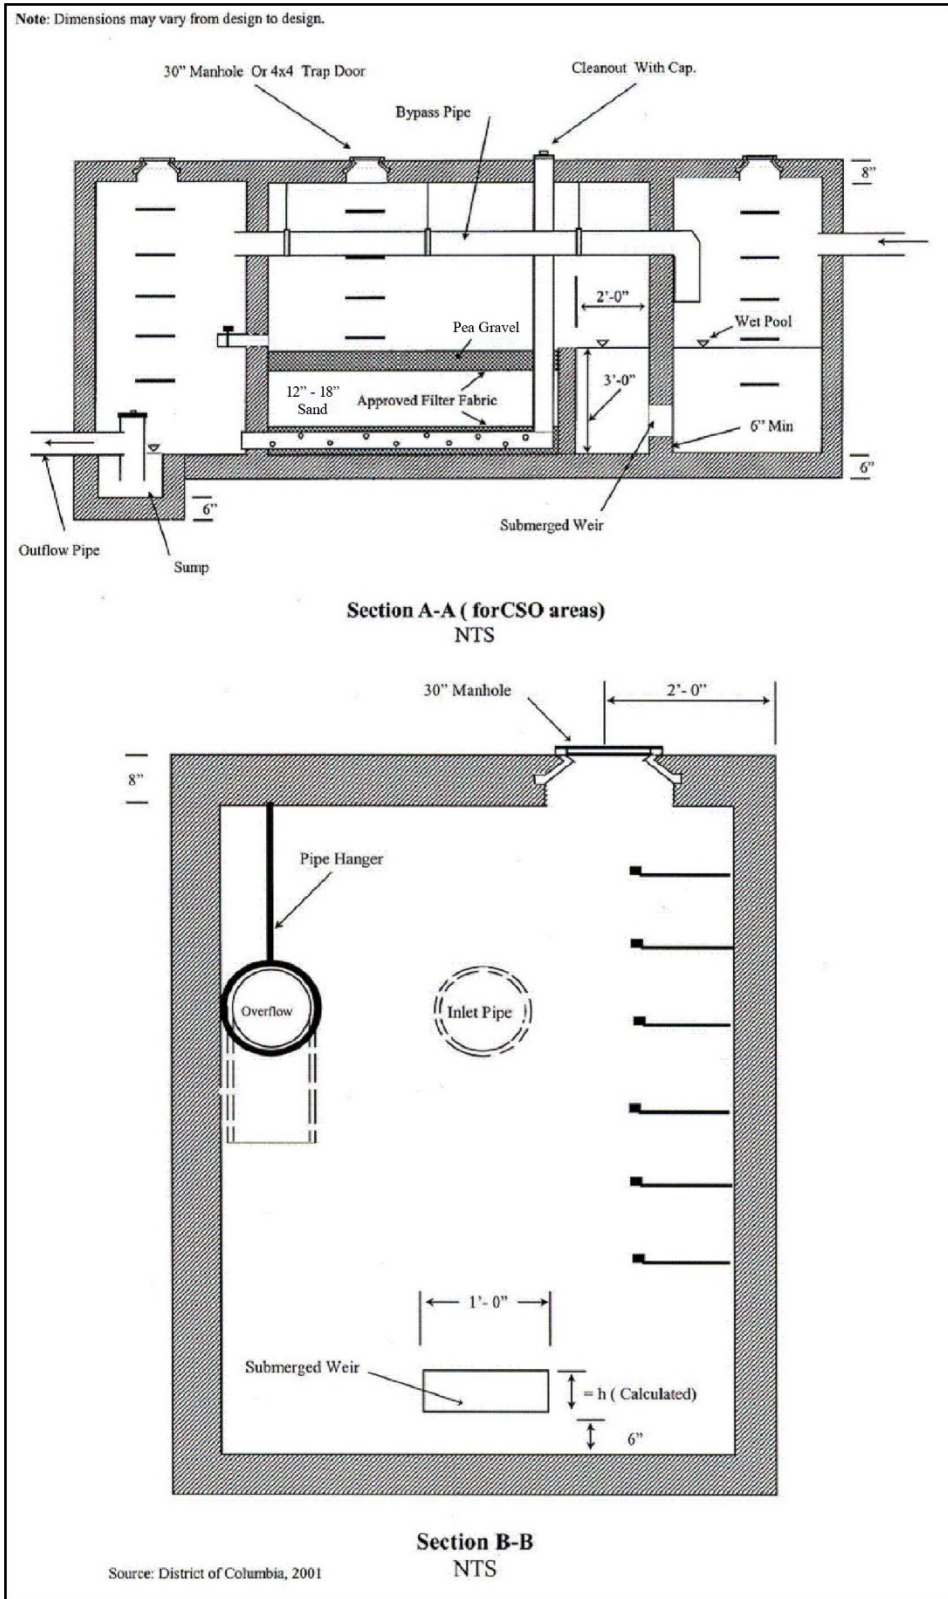 Note: Dimensions may vary from design to design.
30” Manhole Or 4x4 Trap Door
Cleanout With Cap.
Bypass Pipe
8”
2’-0”
Wet Pool
Pea Gravel
12” - 18”
Sand
Approved Filter Fabric
3’-0”
6” Min
6”
6”
Submerged Weir
Outflow Pipe
Sump
Section A-A ( forCSO areas)
NTS
30” Manhole
2’- 0”
8”
Pipe Hanger
Overflow
Inlet Pipe
1’- 0”
Submerged Weir
= h ( Calculated)
6”
Section B-B
NTS
Source: District of Columbia, 2001